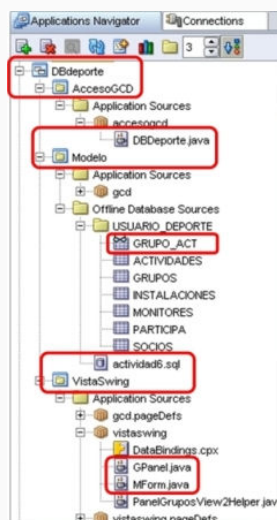 Applications Navigator
Connections
3
DBdeporte
AccesoGCD
Application Sources
accesogcd
DBDeporte.java
Modelo
Application Sources
gcd
Offline Database Sources
USUARIO_DEPORTE
GRUPO_ACT
ACTIVIDADES
GRUPOS
INSTALACIONES
MONITORES
PARTICIPA
SOCIOS
actividad6.sql
VistaSwing
Application Sources
gcd.pageDefs
vistaswing
DataBindings.cpx
GPanel.java
MForm.java
PanelGruposView2Helper.jav
vistaswing.pageDefs